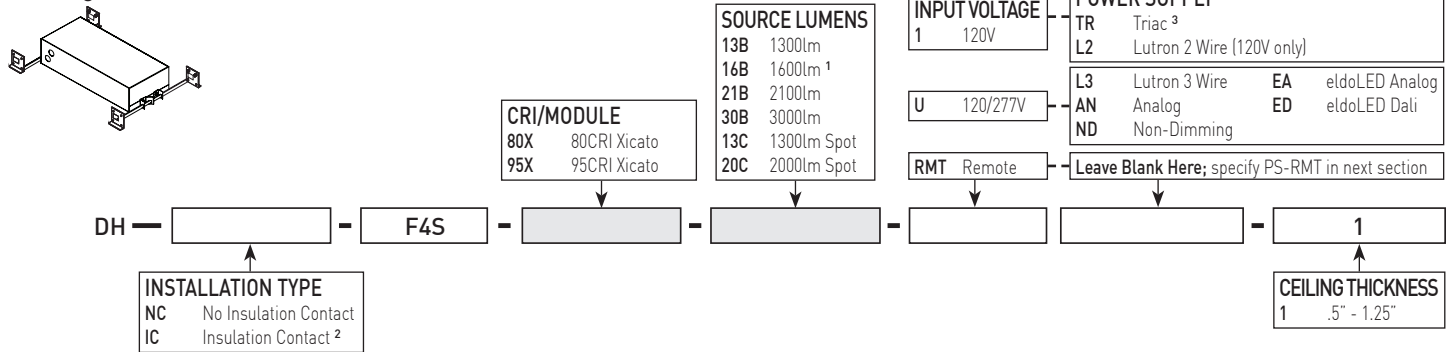 SOURCE LUMENS
13B 1300lm
16B 1600lm ¹
21B 2100lm
30B 3000lm
13C 1300lm Spot
20C 2000lm Spot
INPUT VOLTAGE
1 120V
POWER SUPPLY
TR Triac ³
L2 Lutron 2 Wire (120V only)
U 120/277V
L3 Lutron 3 Wire EA eldoLED Analog
AN Analog ED eldoLED Dali
ND Non-Dimming
CRI/MODULE
80X 80CRI Xicato
95X 95CRI Xicato
RMT Remote
Leave Blank Here; specify PS-RMT in next section
DH — - F4S - - - - 1
INSTALLATION TYPE
NC No Insulation Contact
IC Insulation Contact ²
CEILING THICKNESS
1 .5" - 1.25"